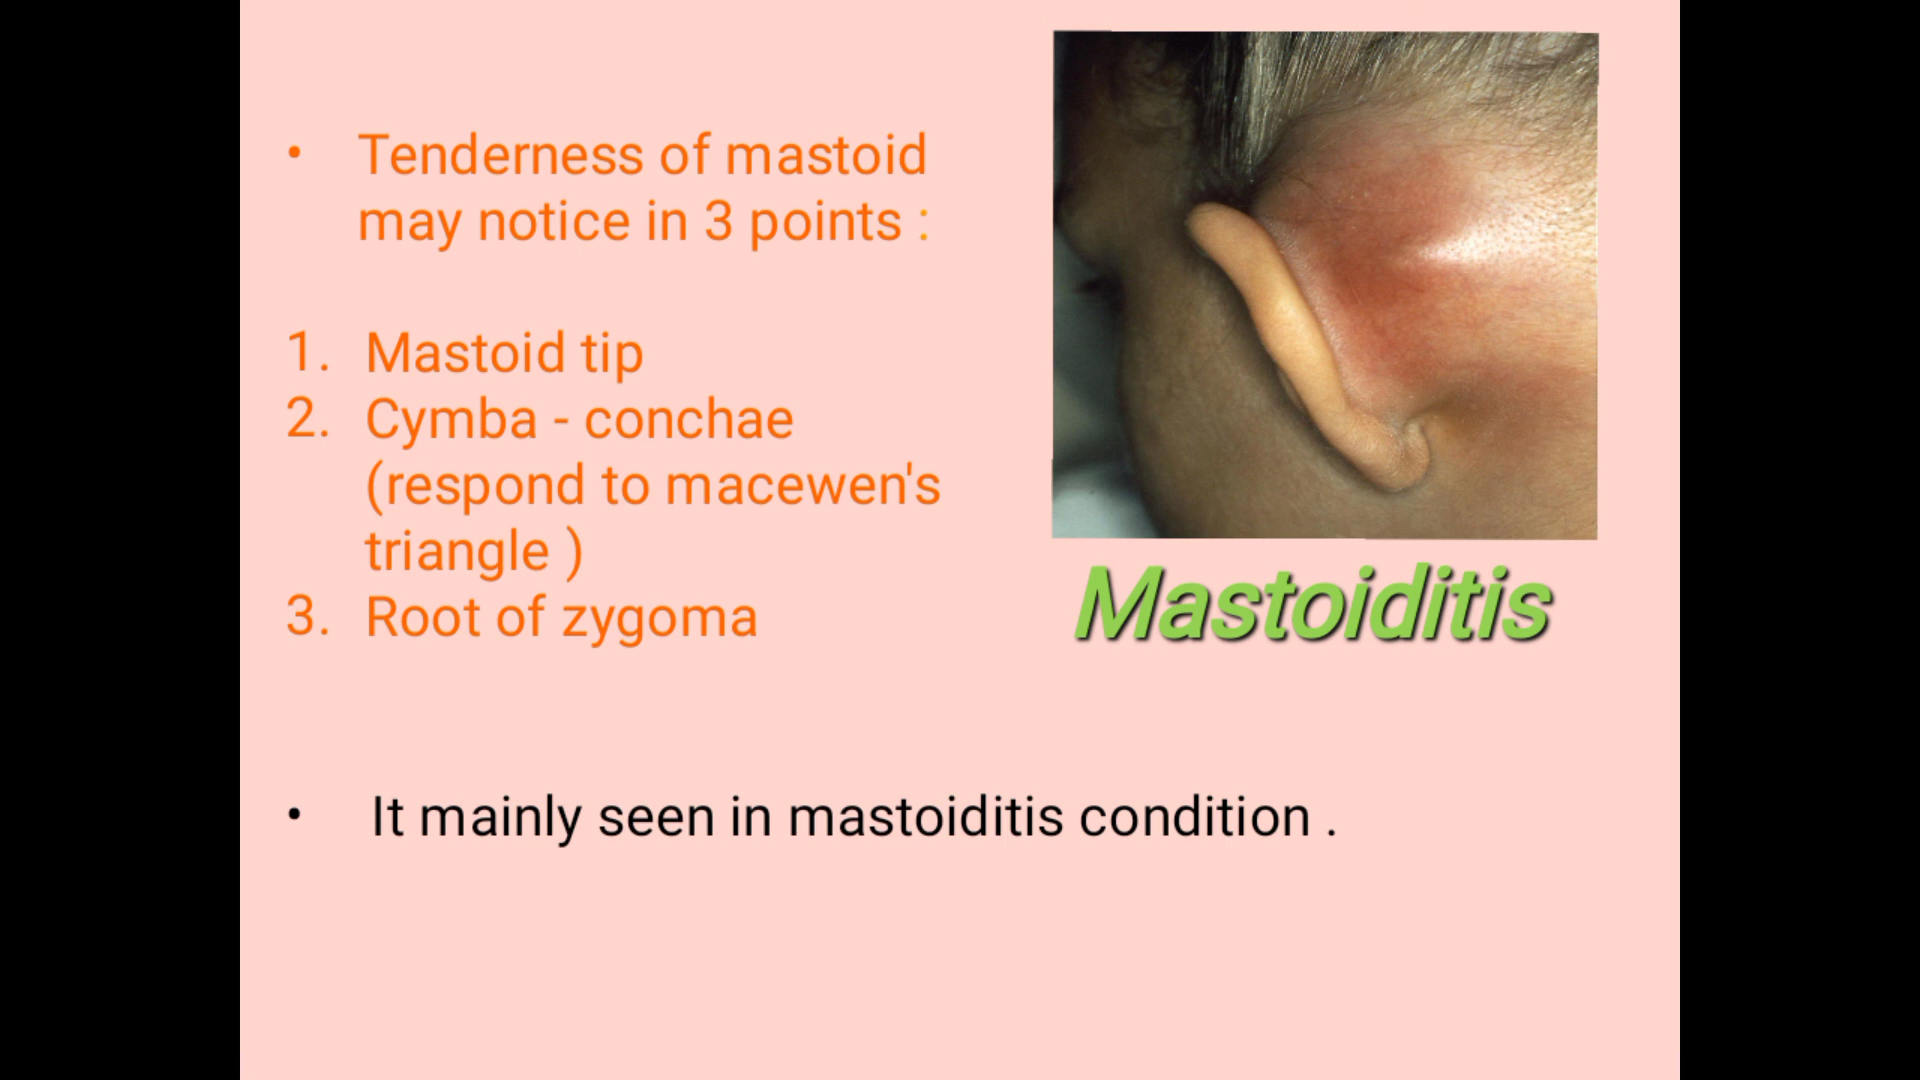 • Tenderness of mastoid
may notice in 3 points :
1. Mastoid tip
2. Cymba - conchae
(respond to macewen's
triangle )
3. Root of zygoma
Mastoiditis
• It mainly seen in mastoiditis condition .